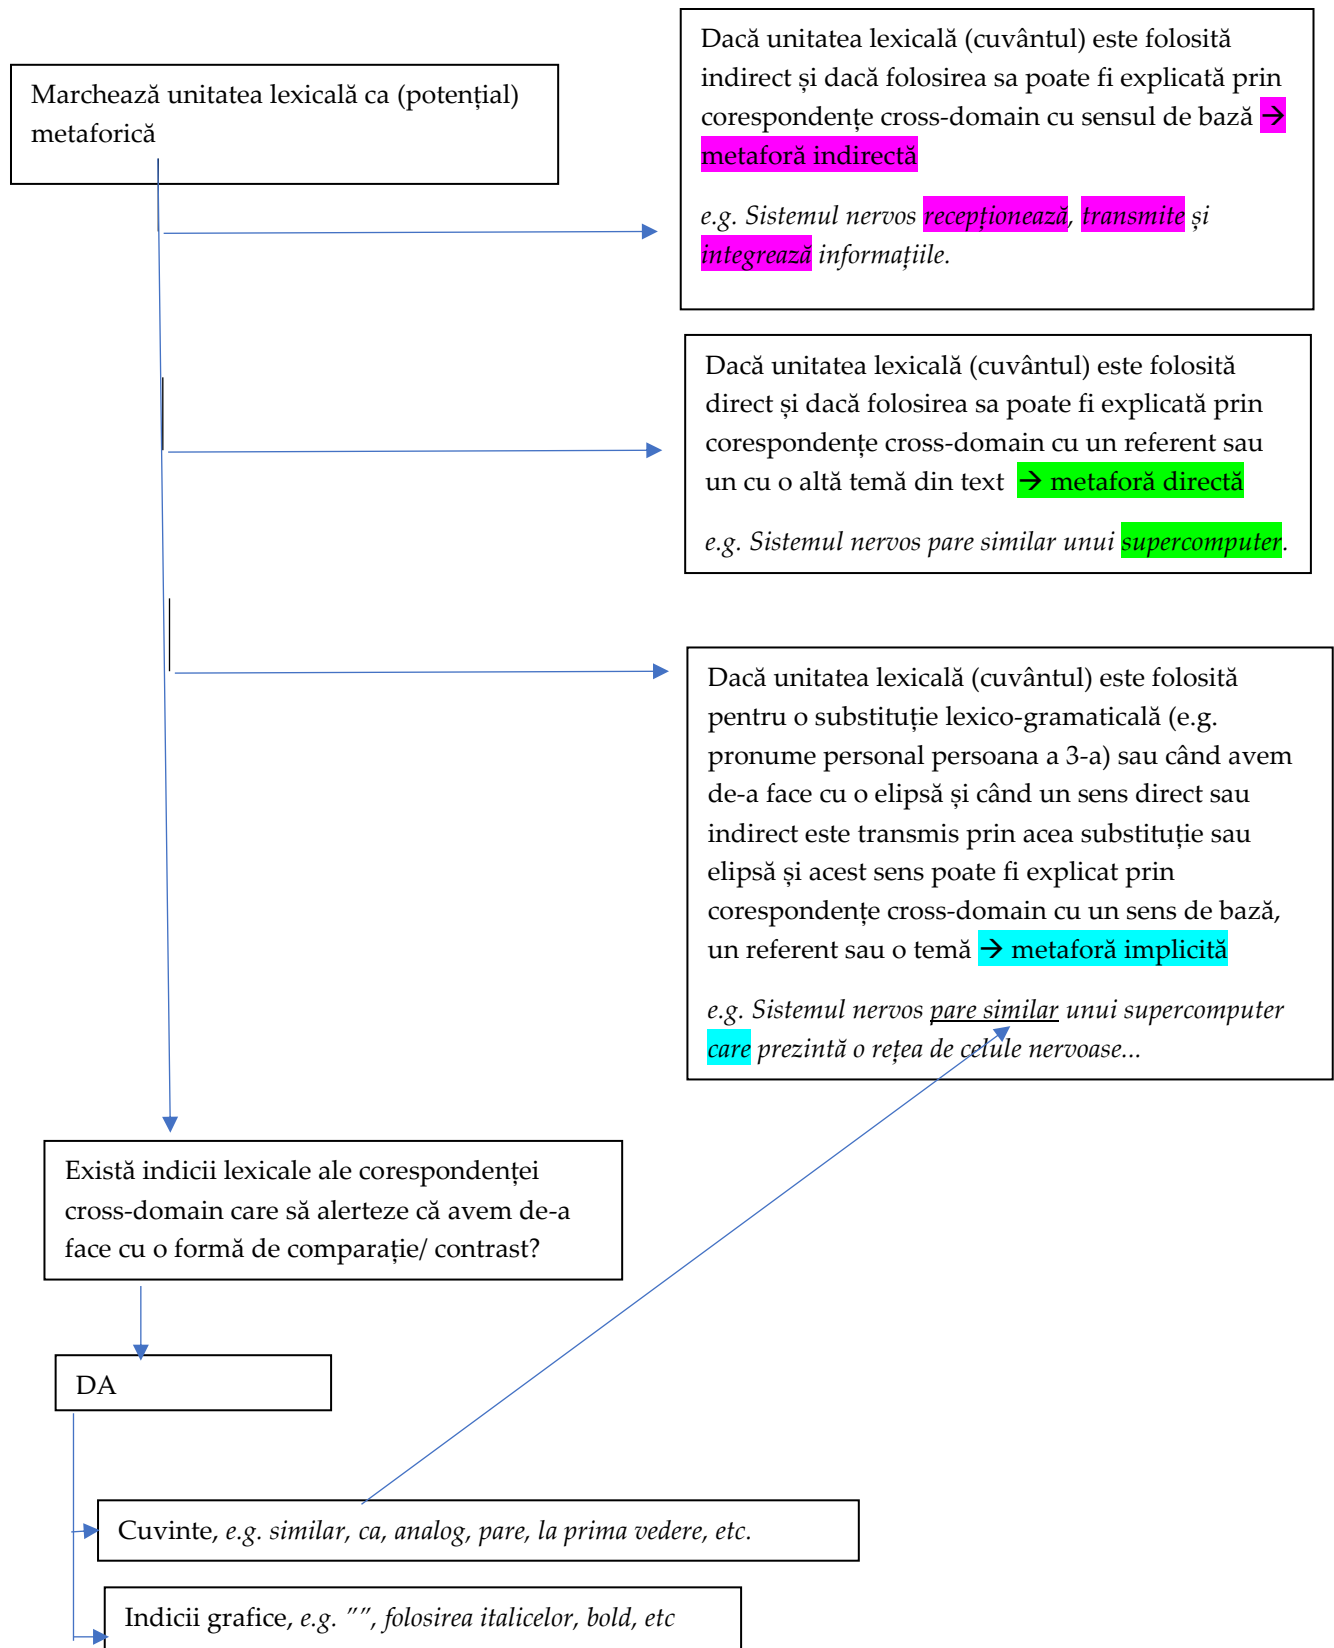 Marchează unitatea lexicală ca (potențial)
metaforică
Dacă unitatea lexicală (cuvântul) este folosită
indirect și dacă folosirea sa poate fi explicată prin
corespondențe cross-domain cu sensul de bază →
metaforă indirectă
e.g. Sistemul nervos recepționează, transmite și
integrează informațiile.
Dacă unitatea lexicală (cuvântul) este folosită
direct și dacă folosirea sa poate fi explicată prin
corespondențe cross-domain cu un referent sau
un cu o altă temă din text → metaforă directă
e.g. Sistemul nervos pare similar unui supercomputer.
Dacă unitatea lexicală (cuvântul) este folosită
pentru o substituție lexico-gramaticală (e.g.
pronume personal persoana a 3-a) sau când avem
de-a face cu o elipsă și când un sens direct sau
indirect este transmis prin acea substituție sau
elipsă și acest sens poate fi explicat prin
corespondențe cross-domain cu un sens de bază,
un referent sau o temă → metaforă implicită
e.g. Sistemul nervos pare similar unui supercomputer
care prezintă o rețea de celule nervoase...
Există indicii lexicale ale corespondenței
cross-domain care să alerteze că avem de-a
face cu o formă de comparație/ contrast?
DA
Cuvinte, e.g. similar, ca, analog, pare, la prima vedere, etc.
Indicii grafice, e.g. ””, folosirea italicelor, bold, etc